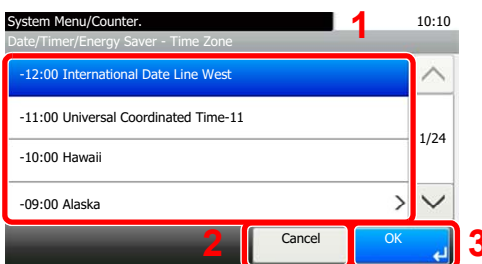 System Menu/Counter. 1 10:10
Date/Timer/Energy Saver - Time Zone
-12:00 International Date Line West
-11:00 Universal Coordinated Time-11
1/24
-10:00 Hawaii
-09:00 Alaska
2 Cancel OK 3